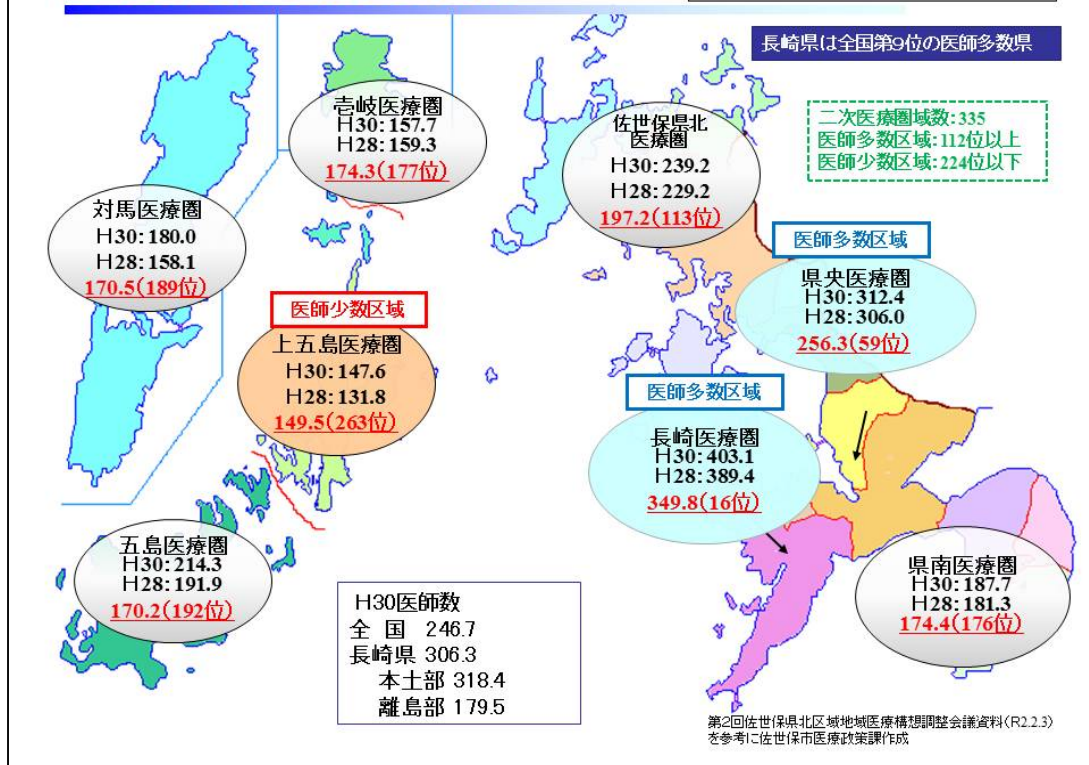 長崎県は全国第9位の医師多数県
二次医療圏域数:335
医師多数区域:112位以上
医師少数区域:224位以下
壱岐医療圏
H30:157.7
H28:159.3
174.3(177位)
佐世保県北
医療圏
H30:239.2
H28:229.2
197.2(113位)
対馬医療圏
H30:180.0
H28:158.1
170.5(189位)
医師多数区域
県央医療圏
H30:312.4
H28:306.0
256.3(59位)
医師少数区域
上五島医療圏
H30:147.6
H28:131.8
149.5(263位)
医師多数区域
長崎医療圏
H30:403.1
H28:389.4
349.8(16位)
五島医療圏
H30:214.3
H28:191.9
170.2(192位)
県南医療圏
H30:187.7
H28:181.3
174.4(176位)
H30医師数
全 国 246.7
長崎県 306.3
本土部 318.4
離島部 179.5
第2回佐世保県北区域地域医療構想調整会議資料(R2.2.3)
を参考に佐世保市医療政策課作成